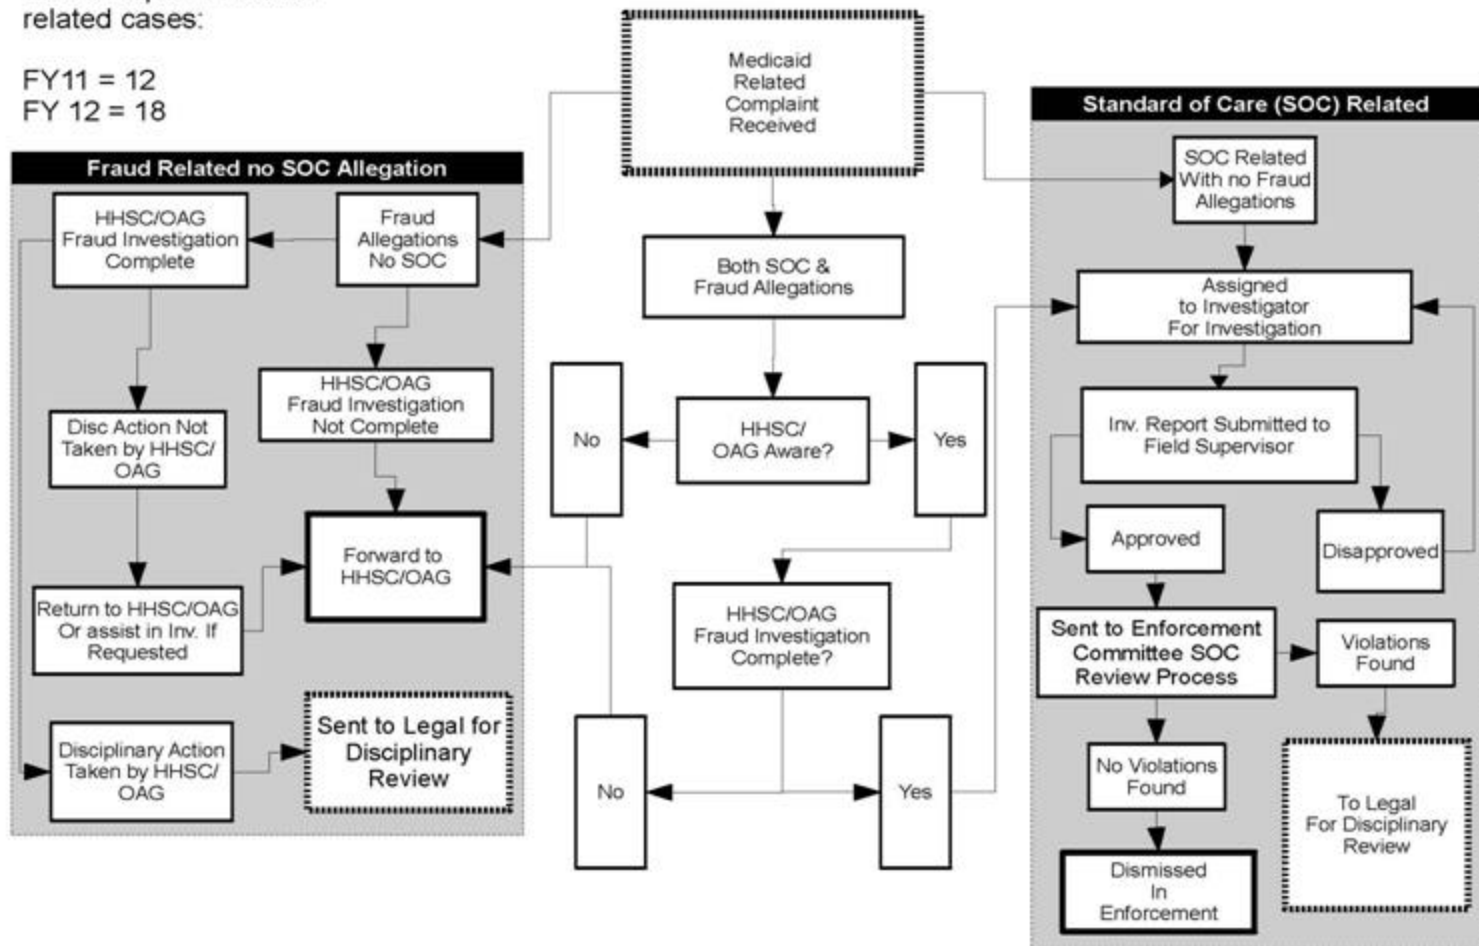 related cases:
FY11 = 12
FY 12 = 18
Medicaid
Related
Complaint
Received
Fraud Related no SOC Allegation
HHSC/OAG
Fraud Investigation
Complete
Fraud
Allegations
No SOC
HHSC/OAG
Fraud Investigation
Not Complete
Disc Action Not
Taken by HHSC/
OAG
Forward to
HHSC/OAG
Return to HHSC/OAG
Or assist in Inv. If
Requested
Disciplinary Action
Taken by HHSC/
OAG
Sent to Legal for
Disciplinary
Review
Both SOC &
Fraud Allegations
HHSC/
OAG Aware?
No
Yes
HHSC/OAG
Fraud Investigation
Complete?
No
Yes
Standard of Care (SOC) Related
SOC Related
With no Fraud
Allegations
Assigned
to Investigator
For Investigation
Inv. Report Submitted to
Field Supervisor
Approved
Disapproved
Sent to Enforcement
Committee SOC
Review Process
Violations
Found
No Violations
Found
To Legal
For Disciplinary
Review
Dismissed
In
Enforcement